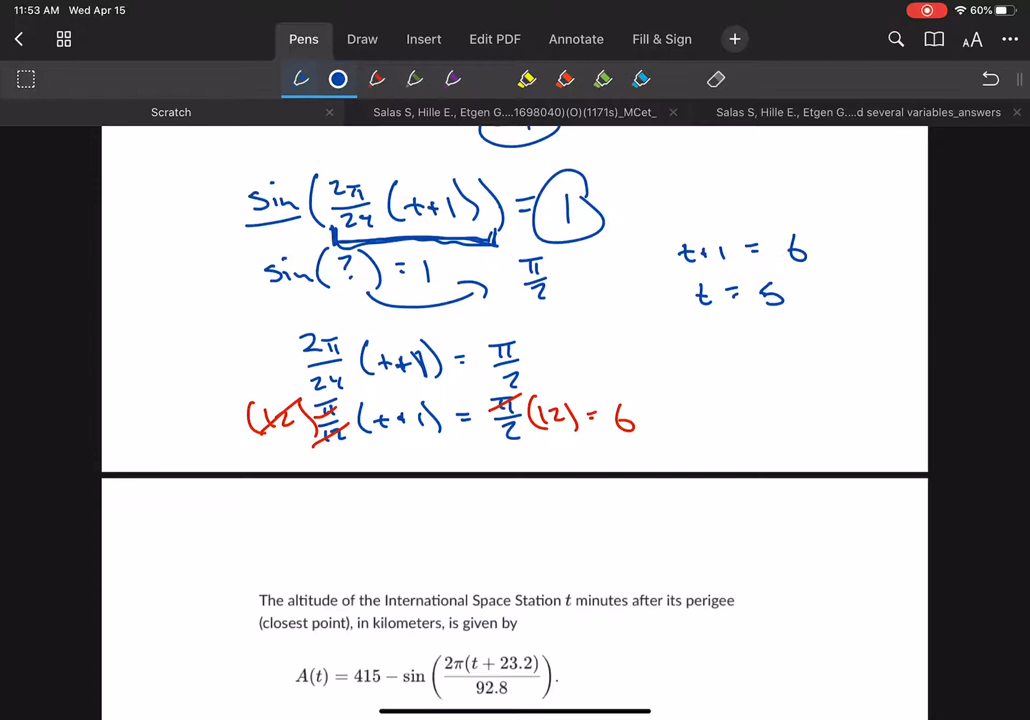 11:53 AM Wed Apr 15
60%
Pens Draw Insert Edit PDF Annotate Fill & Sign
AA
Scratch
Salas S, Hille E., Etgen G....1698040)(O)(1171s)_MCet_
Salas S, Hille E., Etgen G....d several variables_answers
sin(2π/24 (t+1)) = 1
sin(?) = 1 π/2
t+1 = 6
t = 5
2π/24 (t+1) = π/2
(12) π/12 (t+1) = π/2 (12) = 6
The altitude of the International Space Station t minutes after its perigee
(closest point), in kilometers, is given by
A(t) = 415 − sin (2π(t + 23.2)/92.8).